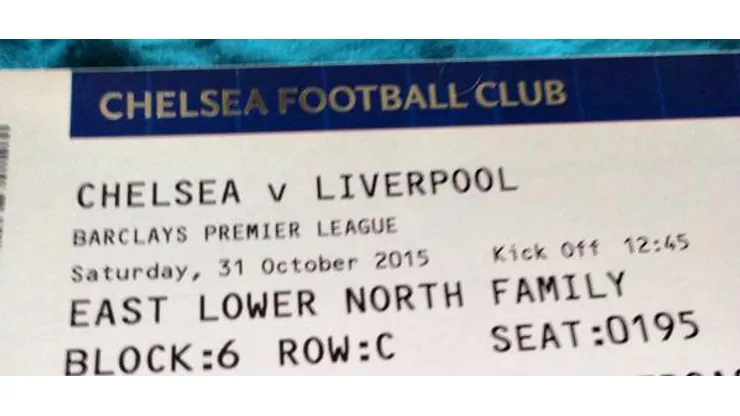 CHELSEA FOOTBALL CLUB
CHELSEA v LIVERPOOL
BARCLAYS PREMIER LEAGUE
Saturday, 31 October 2015 Kick Off 12:45
EAST LOWER NORTH FAMILY
BLOCK:6 ROW:C SEAT:0195